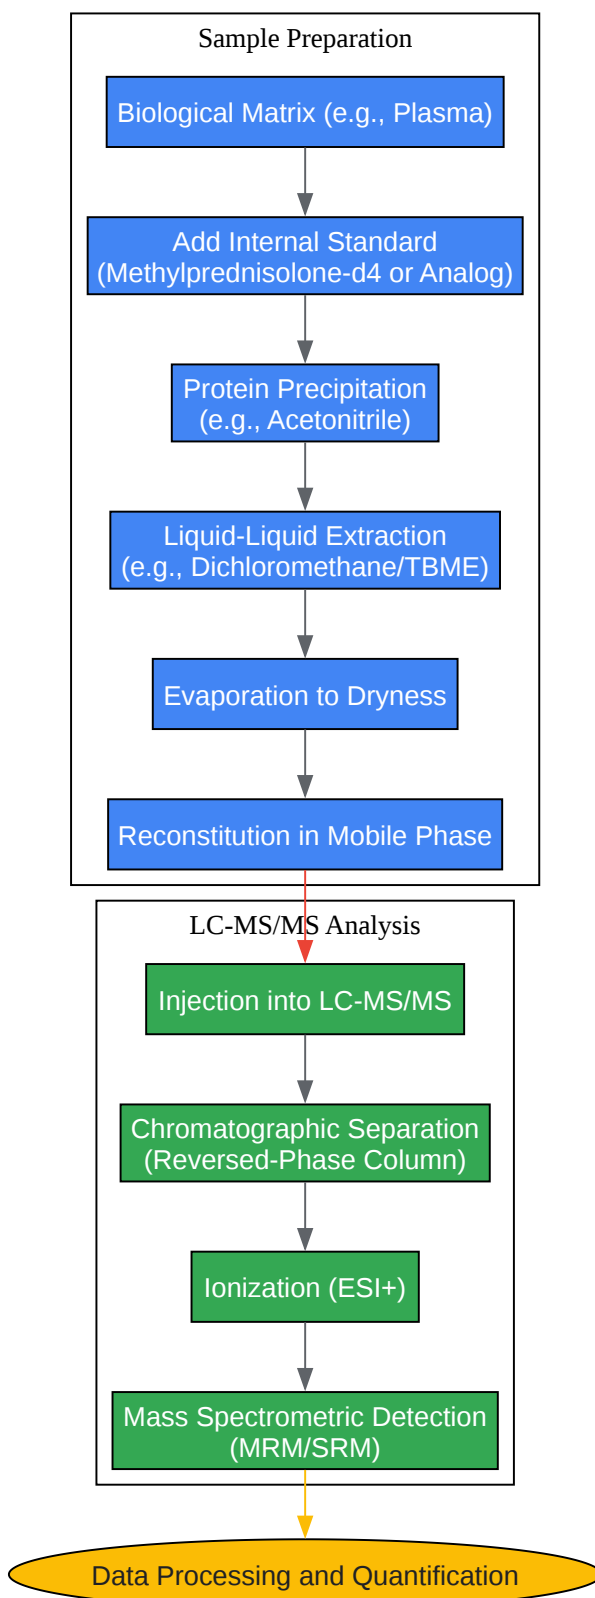 Sample Preparation
Biological Matrix (e.g., Plasma)
Add Internal Standard
(Methylprednisolone-d4 or Analog)
Protein Precipitation
(e.g., Acetonitrile)
Liquid-Liquid Extraction
(e.g., Dichloromethane/TBME)
Evaporation to Dryness
Reconstitution in Mobile Phase
LC-MS/MS Analysis
Injection into LC-MS/MS
Chromatographic Separation
(Reversed-Phase Column)
Ionization (ESI+)
Mass Spectrometric Detection
(MRM/SRM)
Data Processing and Quantification